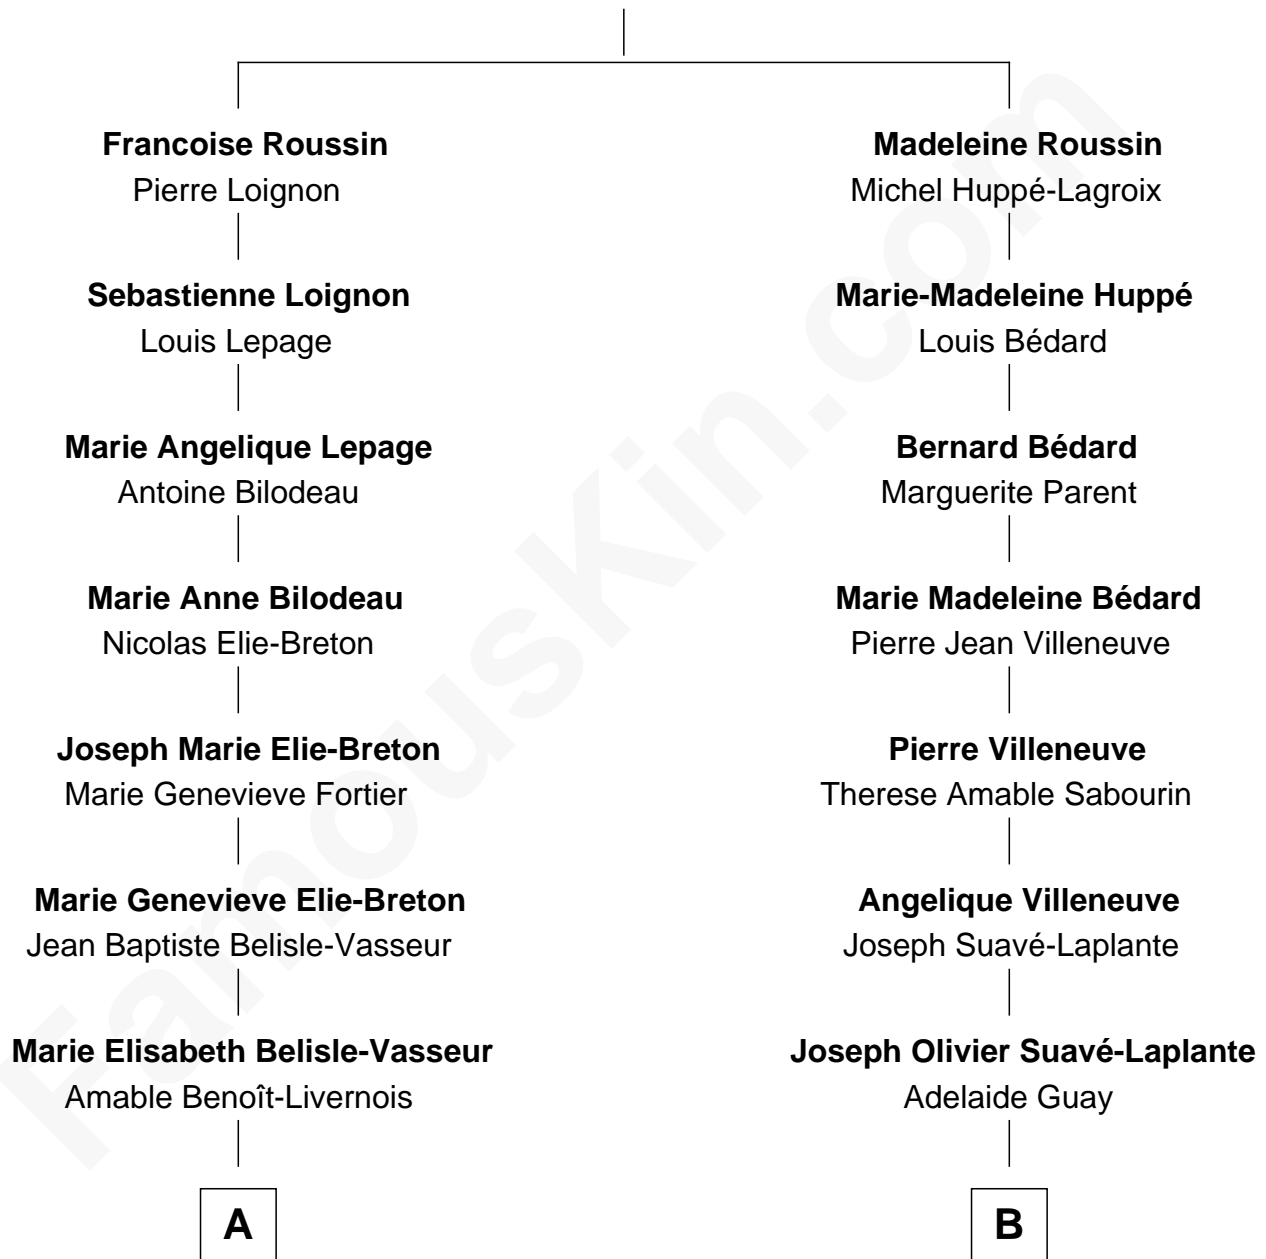 Francoise Roussin
Pierre Loignon
Madeleine Roussin
Michel Huppé-Lagroix
Sebastienne Loignon
Louis Lepage
Marie-Madeleine Huppé
Louis Bédard
Marie Angelique Lepage
Antoine Bilodeau
Bernard Bédard
Marguerite Parent
Marie Anne Bilodeau
Nicolas Elie-Breton
Marie Madeleine Bédard
Pierre Jean Villeneuve
Joseph Marie Elie-Breton
Marie Genevieve Fortier
Pierre Villeneuve
Therese Amable Sabourin
Marie Genevieve Elie-Breton
Jean Baptiste Belisle-Vasseur
Angelique Villeneuve
Joseph Suavé-Laplante
Marie Elisabeth Belisle-Vasseur
Amable Benoît-Livernois
Joseph Olivier Suavé-Laplante
Adelaide Guay
A
B
FamousKin.com